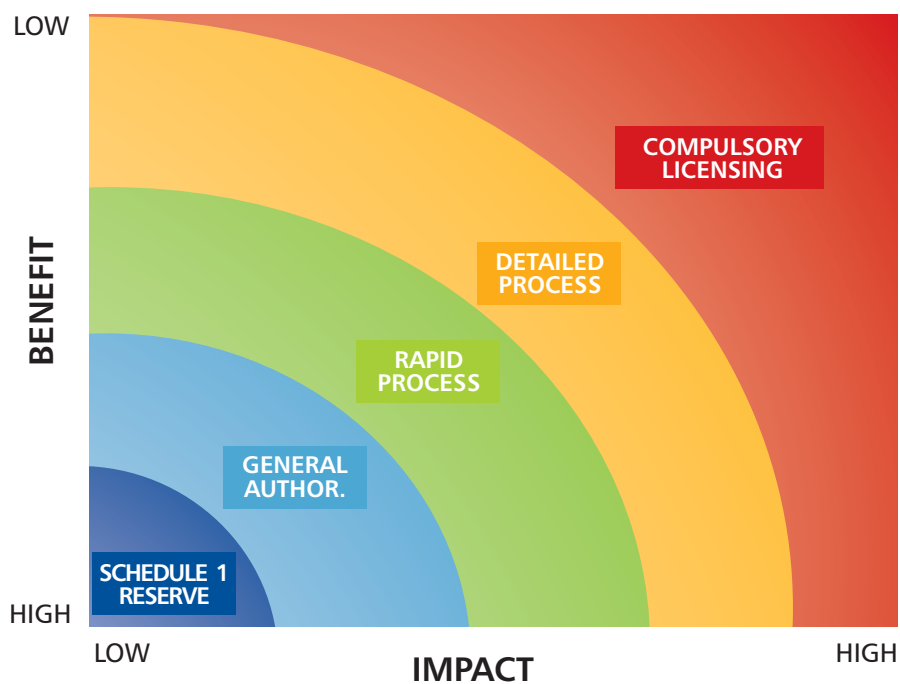 LOW
COMPULSORY
LICENSING
DETAILED
PROCESS
BENEFIT
RAPID
PROCESS
GENERAL
AUTHOR.
SCHEDULE 1
RESERVE
HIGH
LOW
HIGH
IMPACT